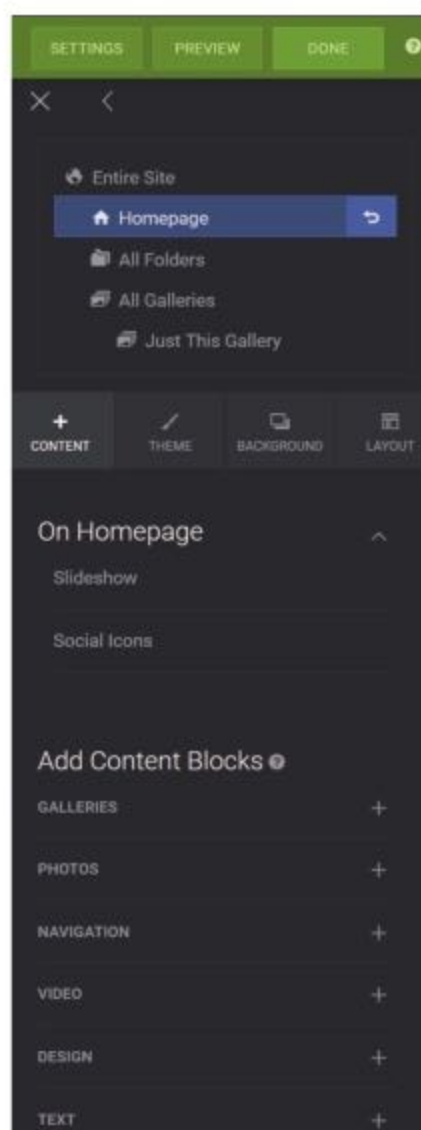 SETTINGS PREVIEW DONE ?
Entire Site
Homepage
All Folders
All Galleries
Just This Gallery
CONTENT THEME BACKGROUND LAYOUT
On Homepage
Slideshow
Social Icons
Add Content Blocks ?
GALLERIES +
PHOTOS +
NAVIGATION +
VIDEO +
DESIGN +
TEXT +